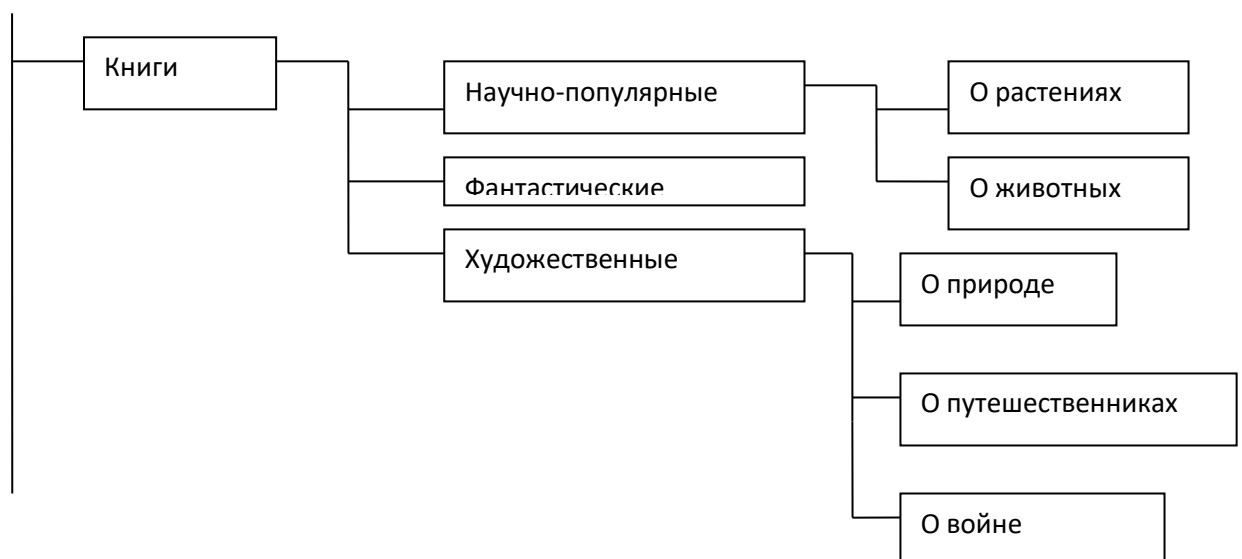 Книги
Научно-популярные
О растениях
Фантастические
О животных
Художественные
О природе
О путешественниках
О войне